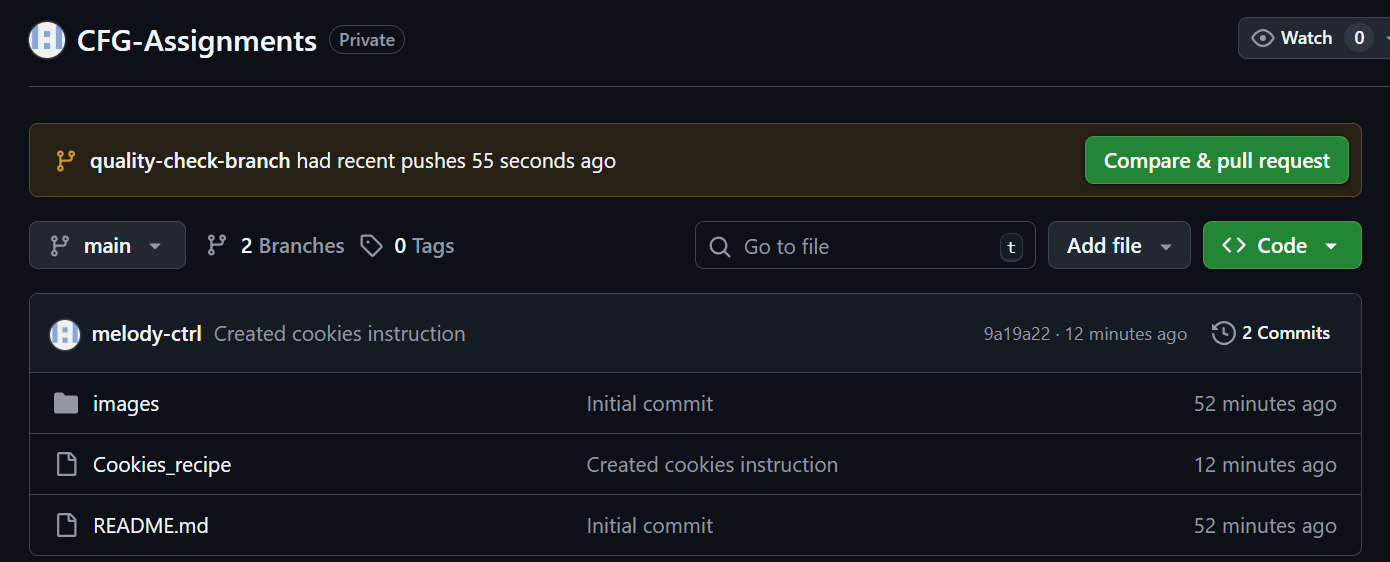 CFG-Assignments Private Watch 0
quality-check-branch had recent pushes 55 seconds ago Compare & pull request
main 2 Branches 0 Tags Go to file t Add file Code
melody-ctrl Created cookies instruction 9a19a22 · 12 minutes ago 2 Commits
images Initial commit 52 minutes ago
Cookies_recipe Created cookies instruction 12 minutes ago
README.md Initial commit 52 minutes ago